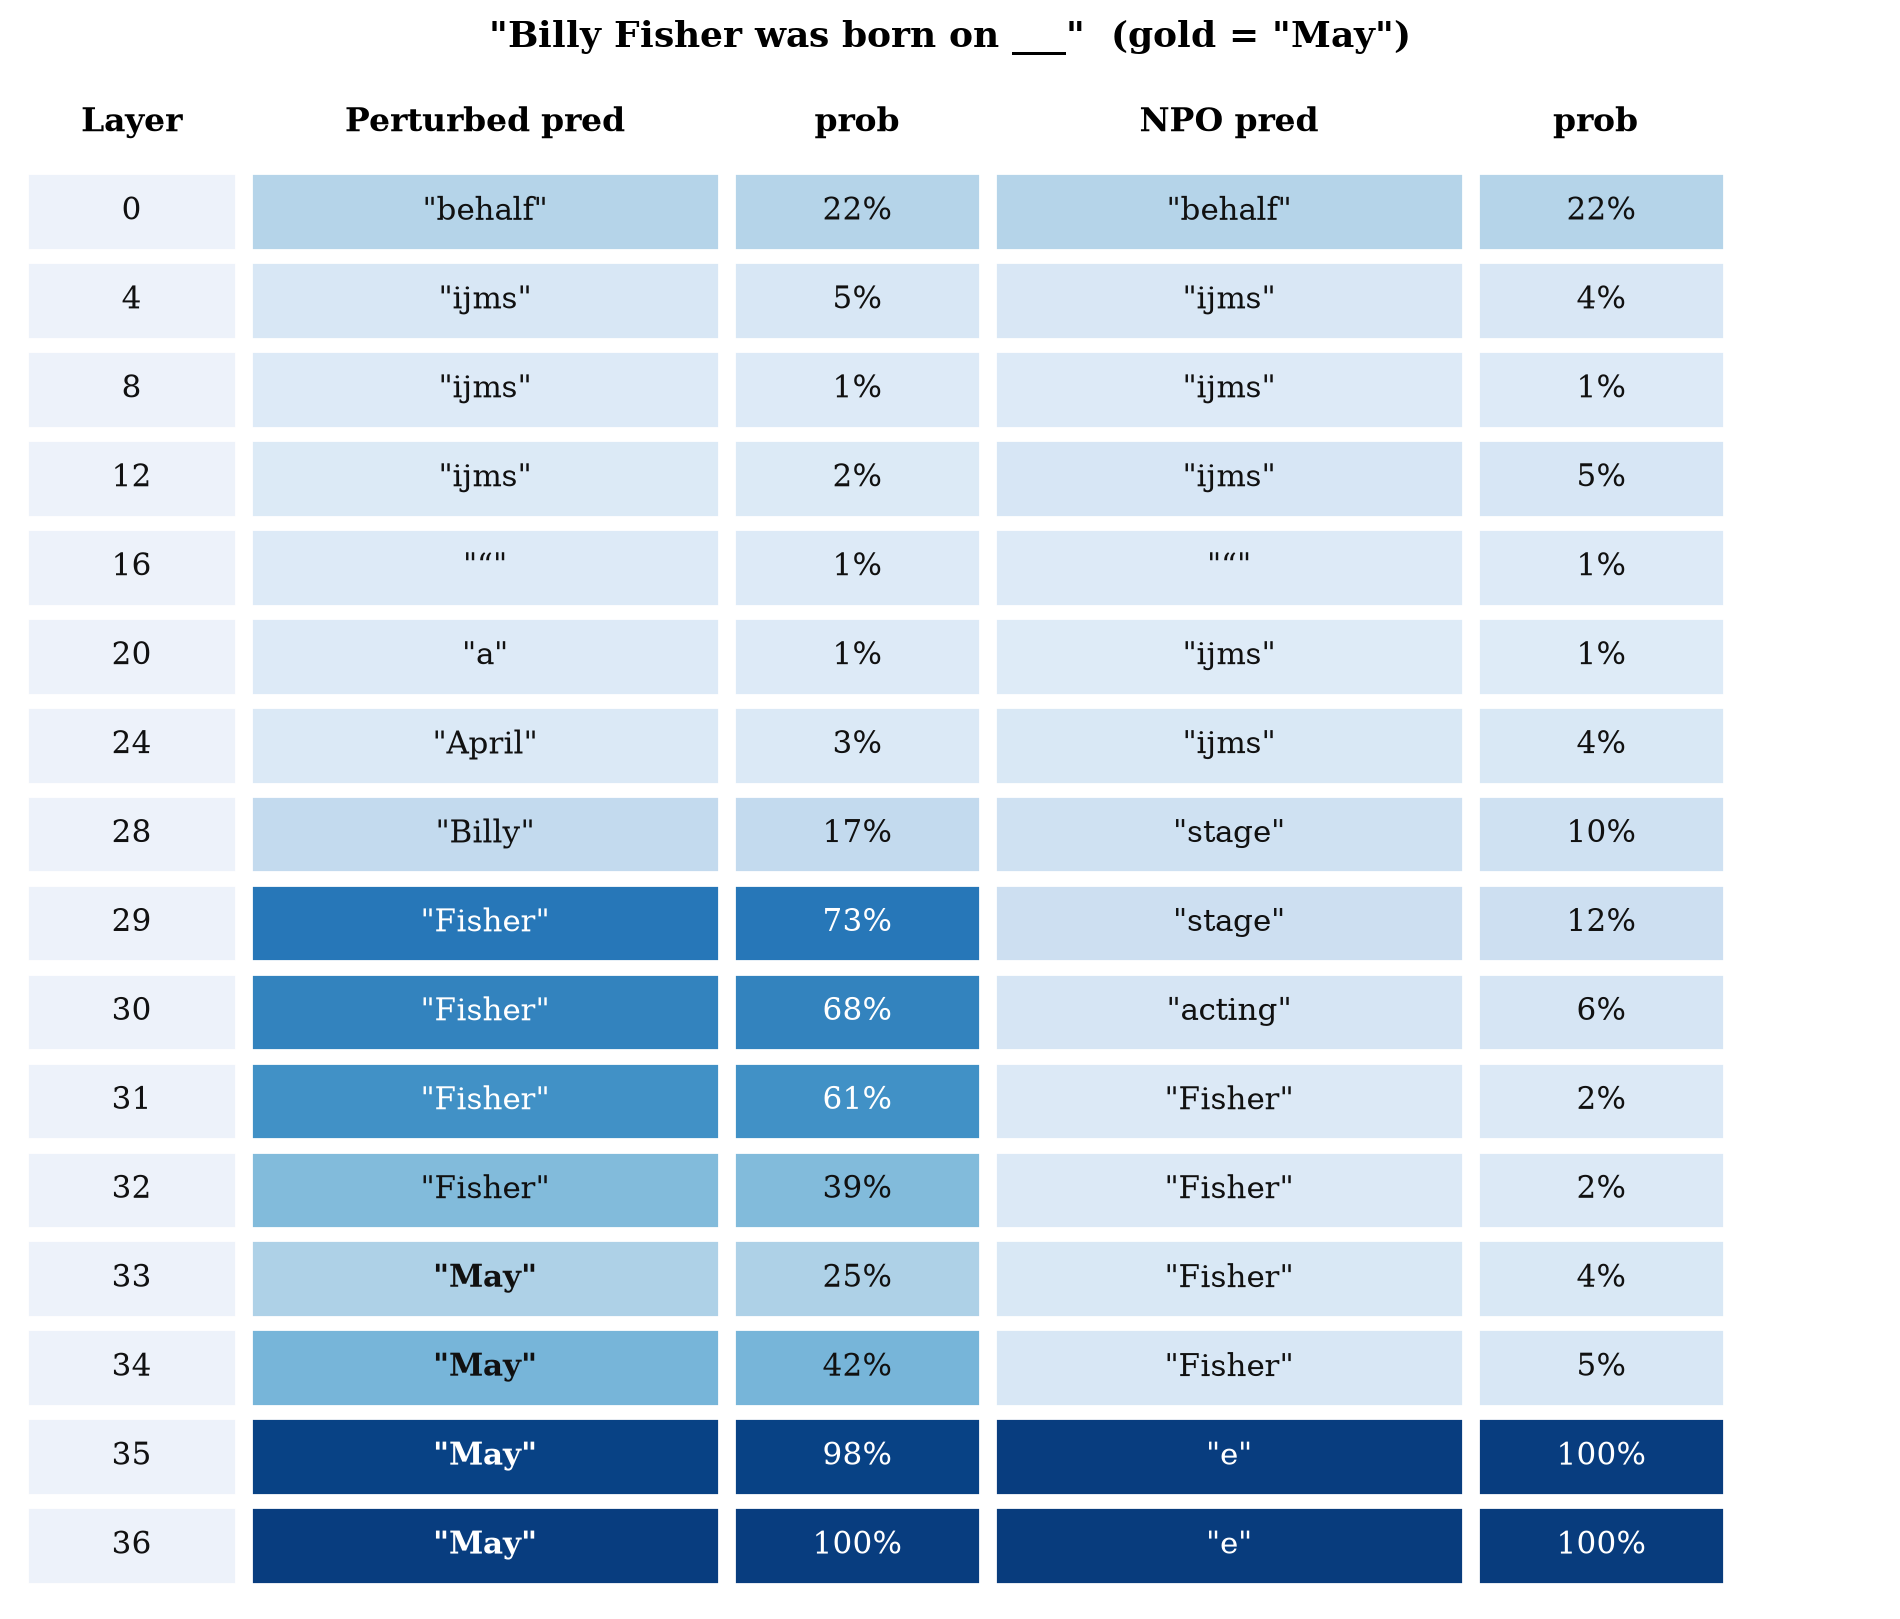 "Billy Fisher was born on ___"  (gold = "May")
Layer Perturbed pred prob NPO pred prob
0 "behalf" 22% "behalf" 22%
4 "ijms" 5% "ijms" 4%
8 "ijms" 1% "ijms" 1%
12 "ijms" 2% "ijms" 5%
16 "“" 1% "“" 1%
20 "a" 1% "ijms" 1%
24 "April" 3% "ijms" 4%
28 "Billy" 17% "stage" 10%
29 "Fisher" 73% "stage" 12%
30 "Fisher" 68% "acting" 6%
31 "Fisher" 61% "Fisher" 2%
32 "Fisher" 39% "Fisher" 2%
33 "May" 25% "Fisher" 4%
34 "May" 42% "Fisher" 5%
35 "May" 98% "e" 100%
36 "May" 100% "e" 100%